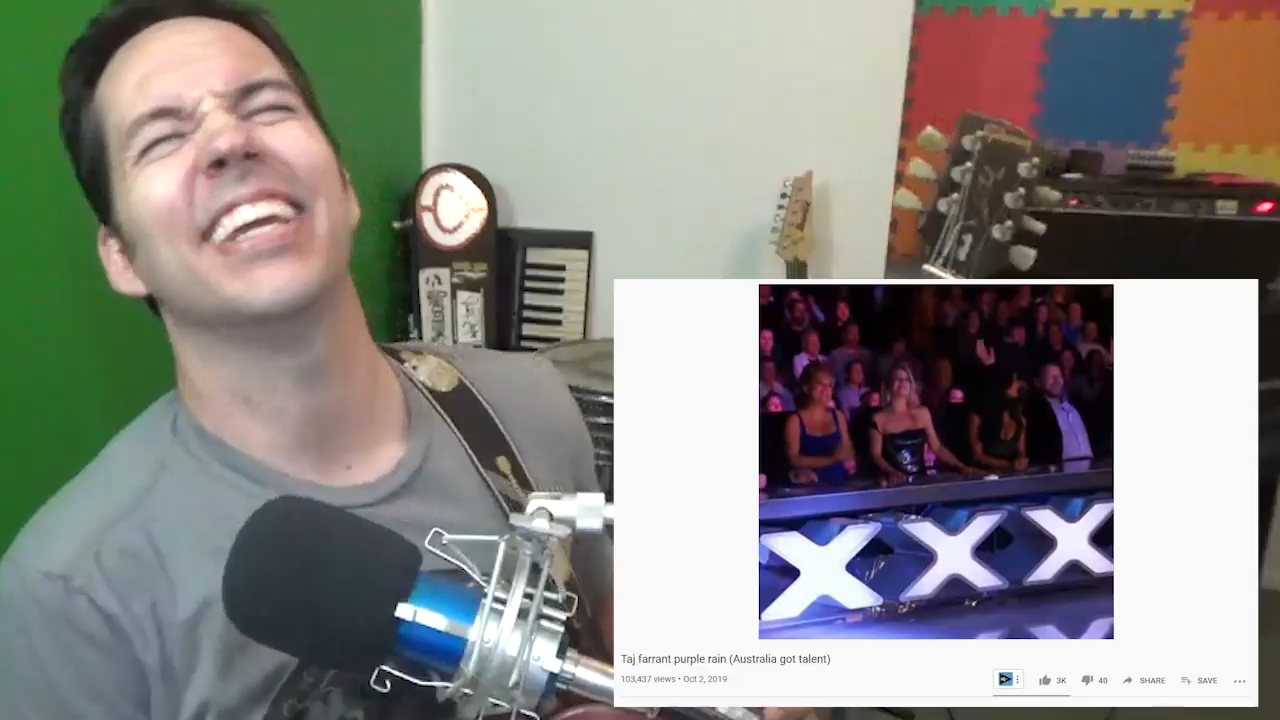 Taj farrant purple rain (Australia got talent)
103,437 views • Oct 2, 2019
3K 40 SHARE SAVE